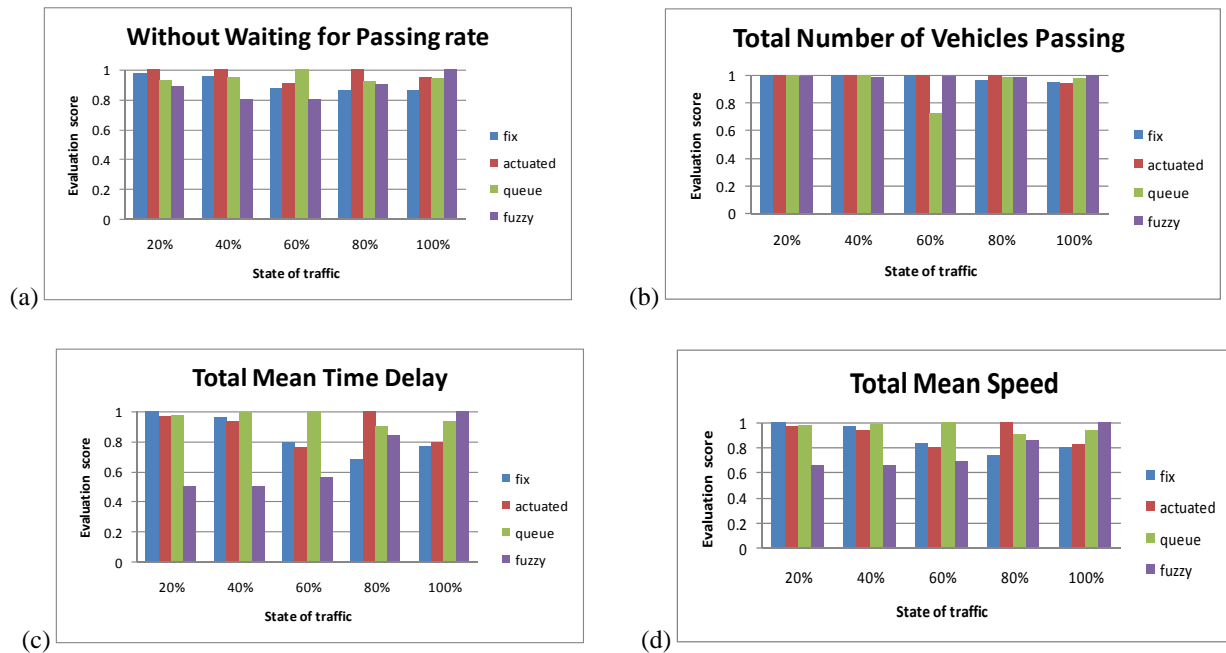 Without Waiting for Passing rate
Evaluation score
1
0.8
0.6
0.4
0.2
0
20% 40% 60% 80% 100%
State of traffic
fix
actuated
queue
fuzzy
(a)
Total Number of Vehicles Passing
Evaluation score
1
0.8
0.6
0.4
0.2
0
20% 40% 60% 80% 100%
State of traffic
fix
actuated
queue
fuzzy
(b)
Total Mean Time Delay
Evaluation score
1
0.8
0.6
0.4
0.2
0
20% 40% 60% 80% 100%
State of traffic
fix
actuated
queue
fuzzy
(c)
Total Mean Speed
Evaluation score
1
0.8
0.6
0.4
0.2
0
20% 40% 60% 80% 100%
State of traffic
fix
actuated
queue
fuzzy
(d)